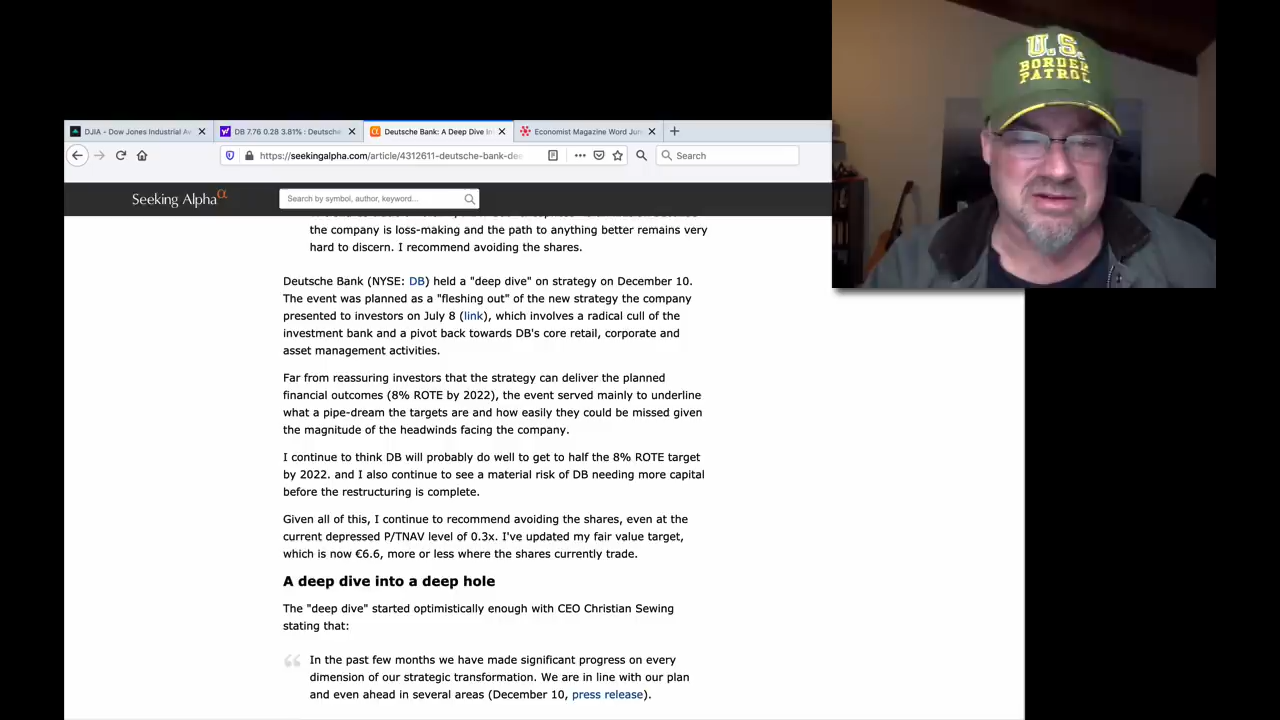 U.S.
BORDER
PATROL
DJIA - Dow Jones Industrial Av
DB 7.76 0.28 3.81% : Deutsche
Deutsche Bank: A Deep Dive In
Economist Magazine Word Jun
https://seekingalpha.com/article/4312611-deutsche-bank-dee
Search
Seeking Alphaα
Search by symbol, author, keyword...
the company is loss-making and the path to anything better remains very
hard to discern. I recommend avoiding the shares.
Deutsche Bank (NYSE: DB) held a "deep dive" on strategy on December 10.
The event was planned as a "fleshing out" of the new strategy the company
presented to investors on July 8 (link), which involves a radical cull of the
investment bank and a pivot back towards DB's core retail, corporate and
asset management activities.
Far from reassuring investors that the strategy can deliver the planned
financial outcomes (8% ROTE by 2022), the event served mainly to underline
what a pipe-dream the targets are and how easily they could be missed given
the magnitude of the headwinds facing the company.
I continue to think DB will probably do well to get to half the 8% ROTE target
by 2022. and I also continue to see a material risk of DB needing more capital
before the restructuring is complete.
Given all of this, I continue to recommend avoiding the shares, even at the
current depressed P/TNAV level of 0.3x. I've updated my fair value target,
which is now €6.6, more or less where the shares currently trade.
A deep dive into a deep hole
The "deep dive" started optimistically enough with CEO Christian Sewing
stating that:
In the past few months we have made significant progress on every
dimension of our strategic transformation. We are in line with our plan
and even ahead in several areas (December 10, press release).